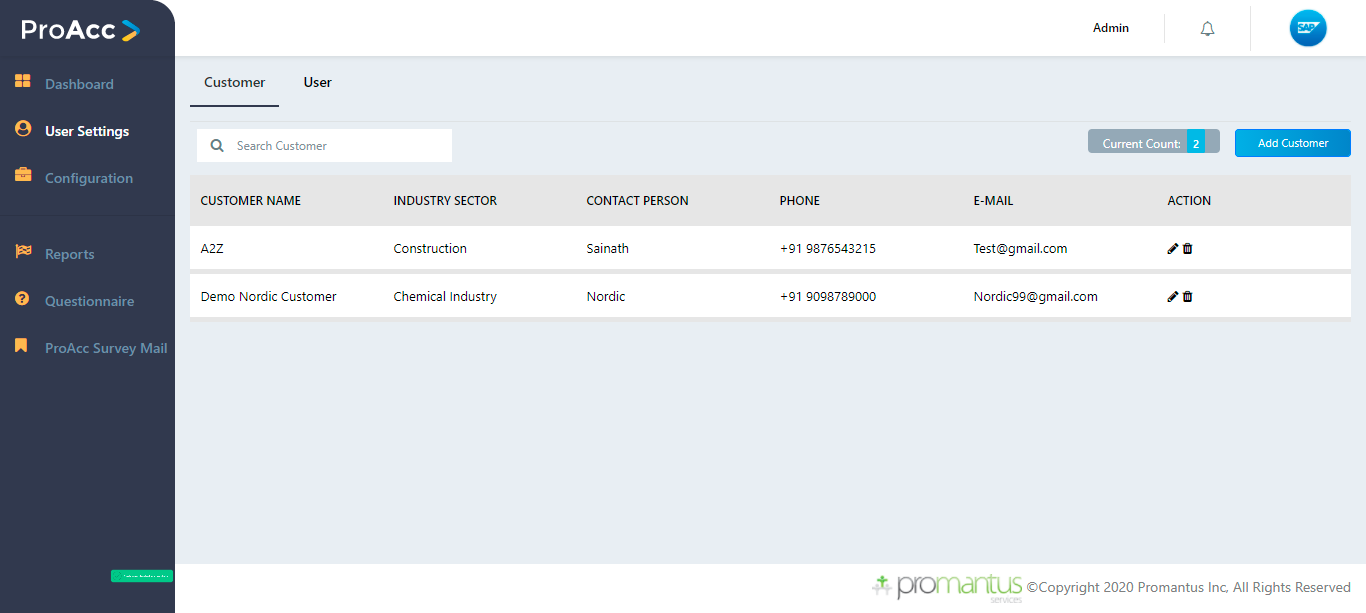 ProAcc
Admin
SAP
Dashboard
User Settings
Configuration
Reports
Questionnaire
ProAcc Survey Mail
Customer User
Search Customer
Current Count: 2
Add Customer
CUSTOMER NAME INDUSTRY SECTOR CONTACT PERSON PHONE E-MAIL ACTION
A2Z Construction Sainath +91 9876543215 Test@gmail.com
Demo Nordic Customer Chemical Industry Nordic +91 9098789000 Nordic99@gmail.com
promantus
services
©Copyright 2020 Promantus Inc, All Rights Reserved